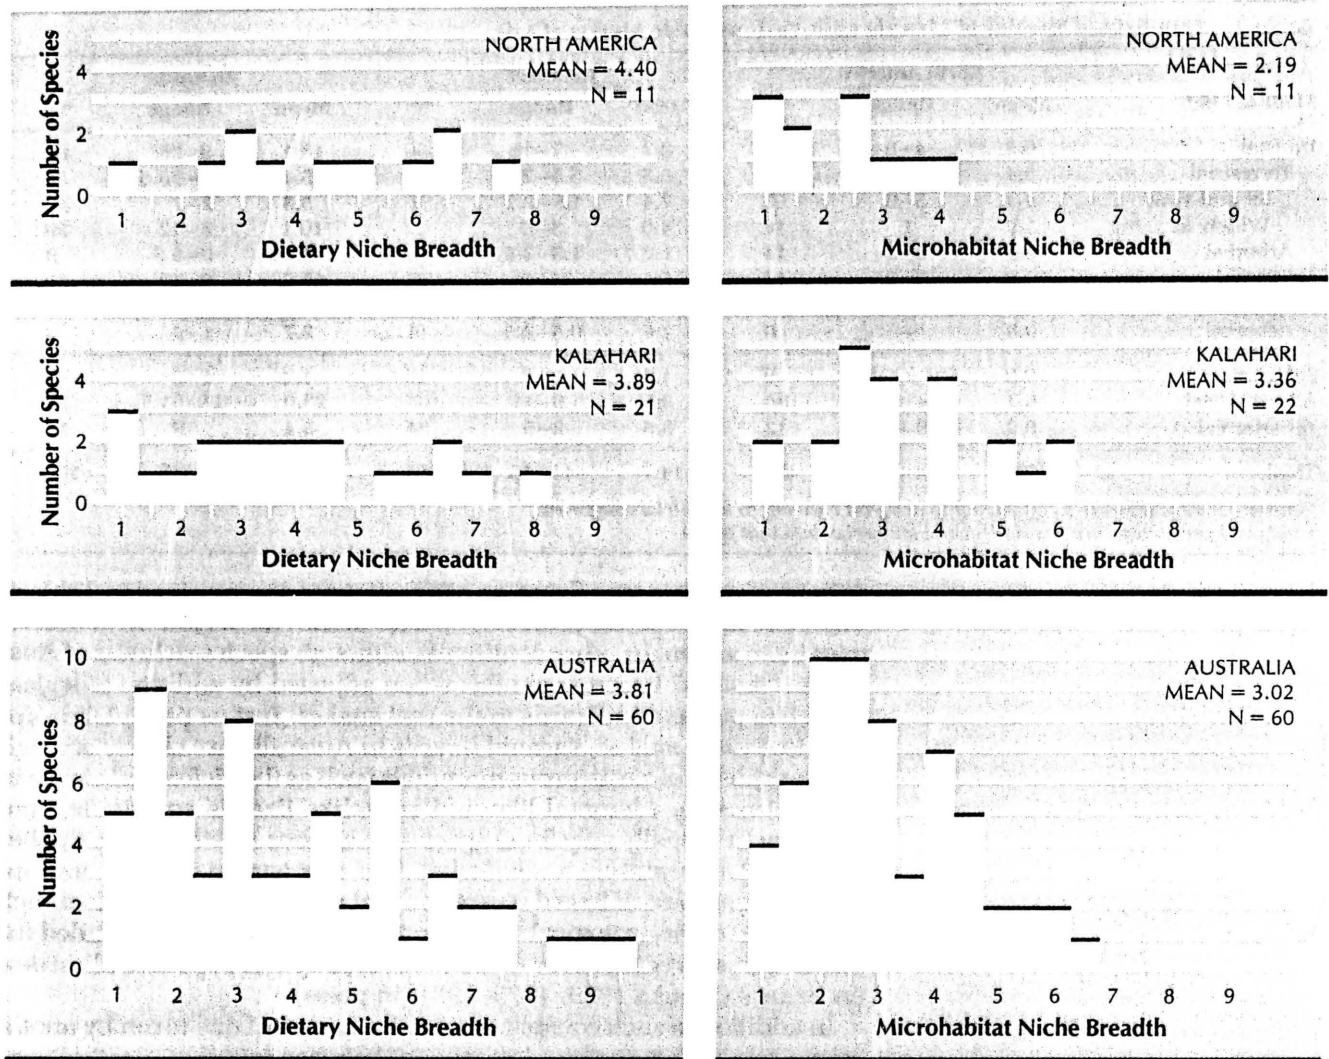 NORTH AMERICA
MEAN = 4.40
N = 11
Number of Species
4
2
0
1 2 3 4 5 6 7 8 9
Dietary Niche Breadth
NORTH AMERICA
MEAN = 2.19
N = 11
1 2 3 4 5 6 7 8 9
Microhabitat Niche Breadth
KALAHARI
MEAN = 3.89
N = 21
Number of Species
4
2
0
1 2 3 4 5 6 7 8 9
Dietary Niche Breadth
KALAHARI
MEAN = 3.36
N = 22
1 2 3 4 5 6 7 8 9
Microhabitat Niche Breadth
AUSTRALIA
MEAN = 3.81
N = 60
Number of Species
10
8
6
4
2
0
1 2 3 4 5 6 7 8 9
Dietary Niche Breadth
AUSTRALIA
MEAN = 3.02
N = 60
1 2 3 4 5 6 7 8 9
Microhabitat Niche Breadth